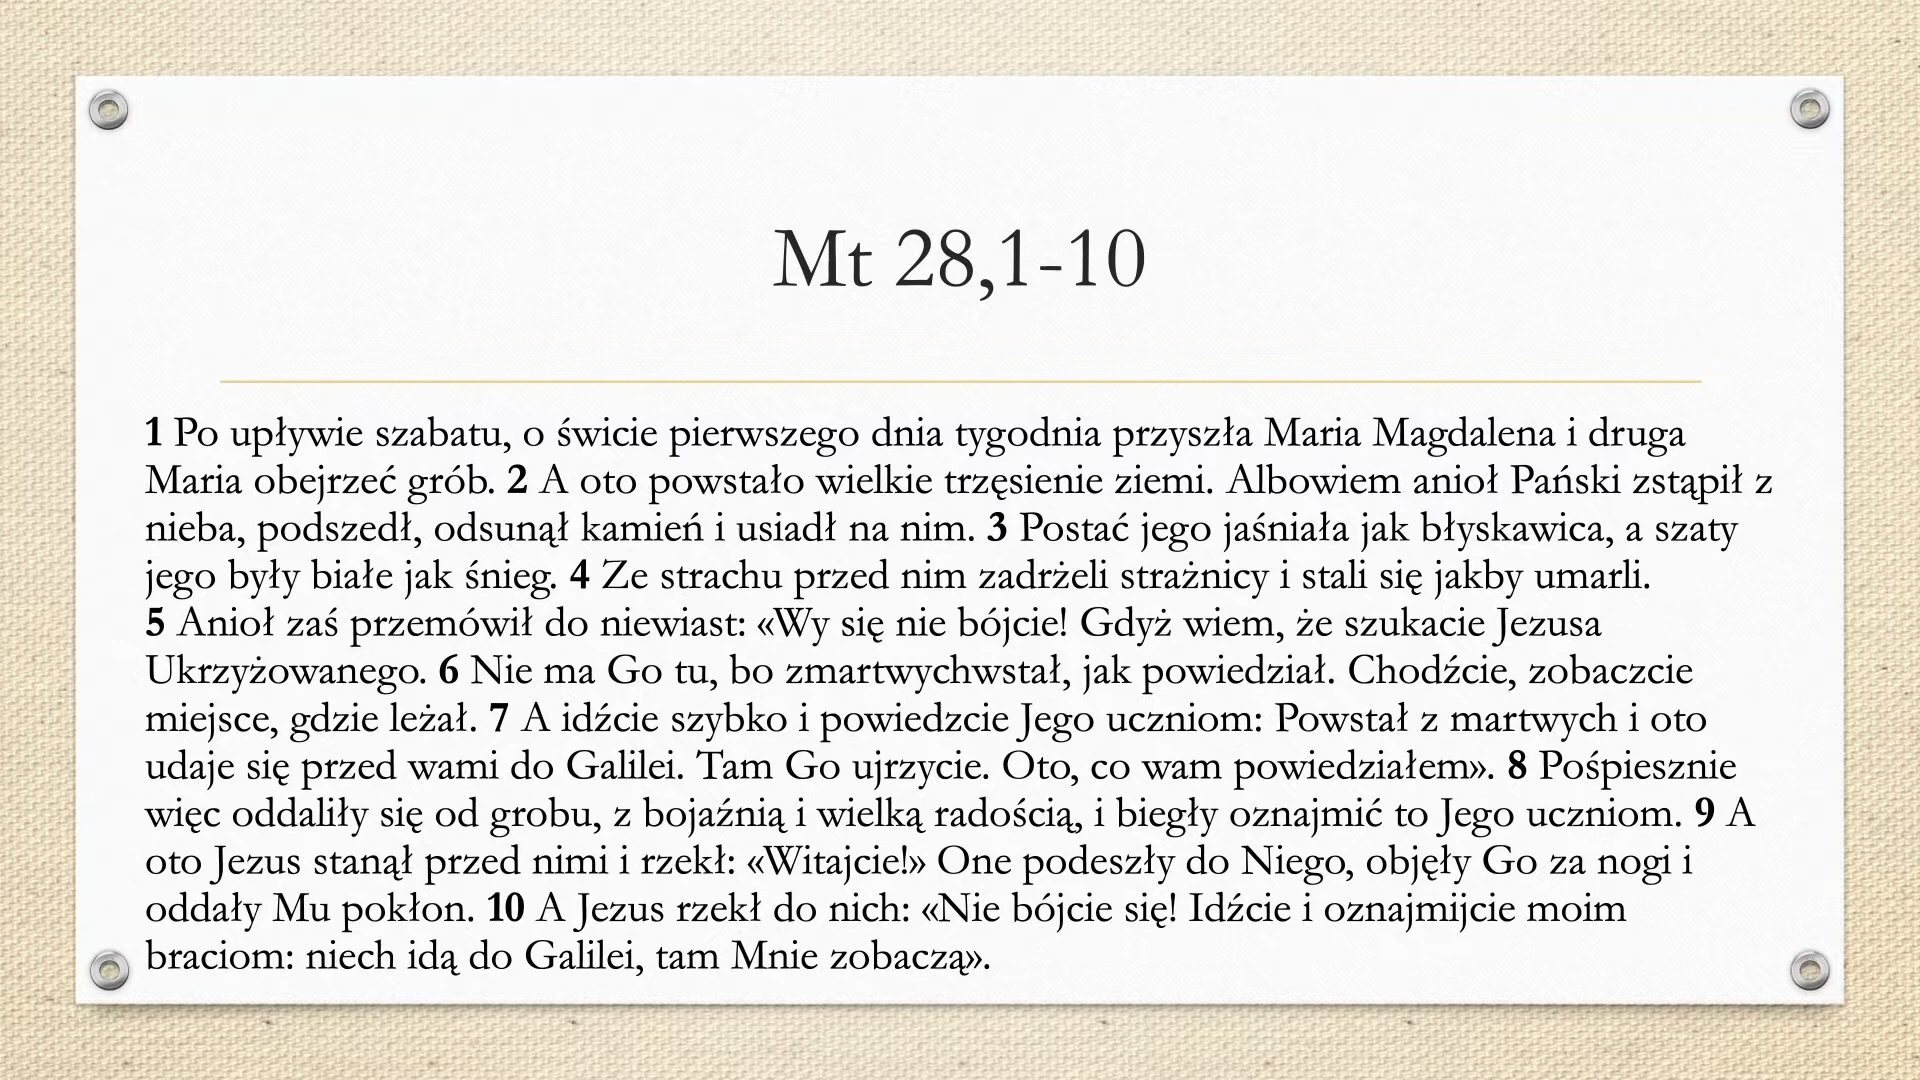 Mt 28,1-10
1 Po upływie szabatu, o świcie pierwszego dnia tygodnia przyszła Maria Magdalena i druga
Maria obejrzeć grób. 2 A oto powstało wielkie trzęsienie ziemi. Albowiem anioł Pański zstąpił z
nieba, podszedł, odsunął kamień i usiadł na nim. 3 Postać jego jaśniała jak błyskawica, a szaty
jego były białe jak śnieg. 4 Ze strachu przed nim zadrżeli strażnicy i stali się jakby umarli.
5 Anioł zaś przemówił do niewiast: «Wy się nie bójcie! Gdyż wiem, że szukacie Jezusa
Ukrzyżowanego. 6 Nie ma Go tu, bo zmartwychwstał, jak powiedział. Chodźcie, zobaczcie
miejsce, gdzie leżał. 7 A idźcie szybko i powiedzcie Jego uczniom: Powstał z martwych i oto
udaje się przed wami do Galilei. Tam Go ujrzycie. Oto, co wam powiedziałem». 8 Pośpiesznie
więc oddaliły się od grobu, z bojaźnią i wielką radością, i biegły oznajmić to Jego uczniom. 9 A
oto Jezus stanął przed nimi i rzekł: «Witajcie!» One podeszły do Niego, objęły Go za nogi i
oddały Mu pokłon. 10 A Jezus rzekł do nich: «Nie bójcie się! Idźcie i oznajmijcie moim
braciom: niech idą do Galilei, tam Mnie zobaczą».